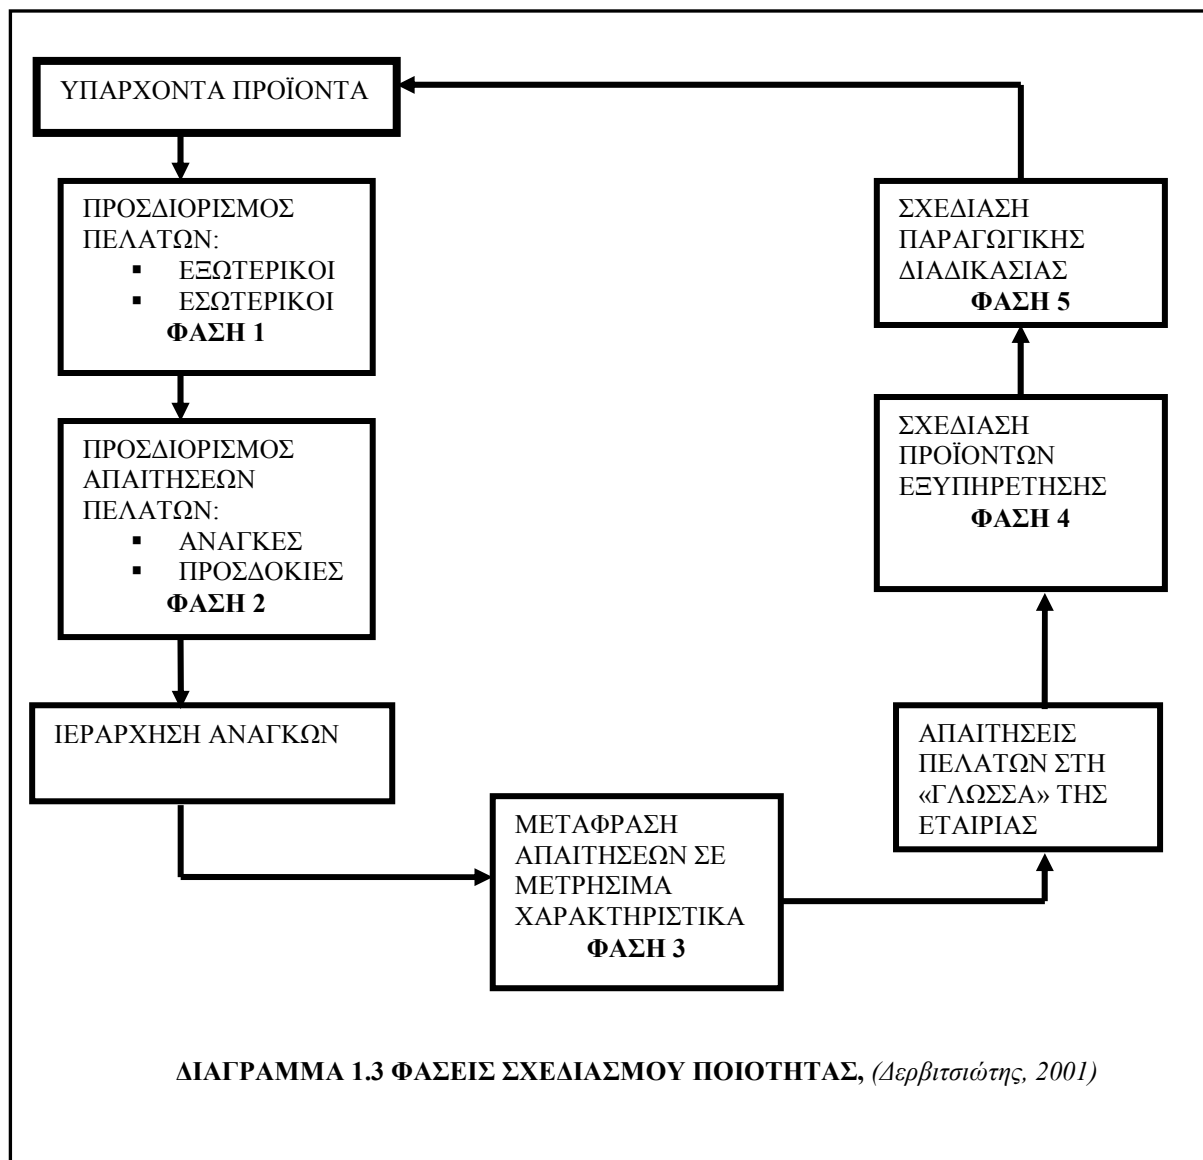 ΥΠΑΡΧΟΝΤΑ ΠΡΟΪΟΝΤΑ
ΠΡΟΣΔΙΟΡΙΣΜΟΣ
ΠΕΛΑΤΩΝ:
▪ ΕΞΩΤΕΡΙΚΟΙ
▪ ΕΣΩΤΕΡΙΚΟΙ
ΦΑΣΗ 1
ΠΡΟΣΔΙΟΡΙΣΜΟΣ
ΑΠΑΙΤΗΣΕΩΝ
ΠΕΛΑΤΩΝ:
▪ ΑΝΑΓΚΕΣ
▪ ΠΡΟΣΔΟΚΙΕΣ
ΦΑΣΗ 2
ΙΕΡΑΡΧΗΣΗ ΑΝΑΓΚΩΝ
ΜΕΤΑΦΡΑΣΗ
ΑΠΑΙΤΗΣΕΩΝ ΣΕ
ΜΕΤΡΗΣΙΜΑ
ΧΑΡΑΚΤΗΡΙΣΤΙΚΑ
ΦΑΣΗ 3
ΑΠΑΙΤΗΣΕΙΣ
ΠΕΛΑΤΩΝ ΣΤΗ
«ΓΛΩΣΣΑ» ΤΗΣ
ΕΤΑΙΡΙΑΣ
ΣΧΕΔΙΑΣΗ
ΠΡΟΪΟΝΤΩΝ
ΕΞΥΠΗΡΕΤΗΣΗΣ
ΦΑΣΗ 4
ΣΧΕΔΙΑΣΗ
ΠΑΡΑΓΩΓΙΚΗΣ
ΔΙΑΔΙΚΑΣΙΑΣ
ΦΑΣΗ 5
ΔΙΑΓΡΑΜΜΑ 1.3 ΦΑΣΕΙΣ ΣΧΕΔΙΑΣΜΟΥ ΠΟΙΟΤΗΤΑΣ, (Δερβιτσιώτης, 2001)